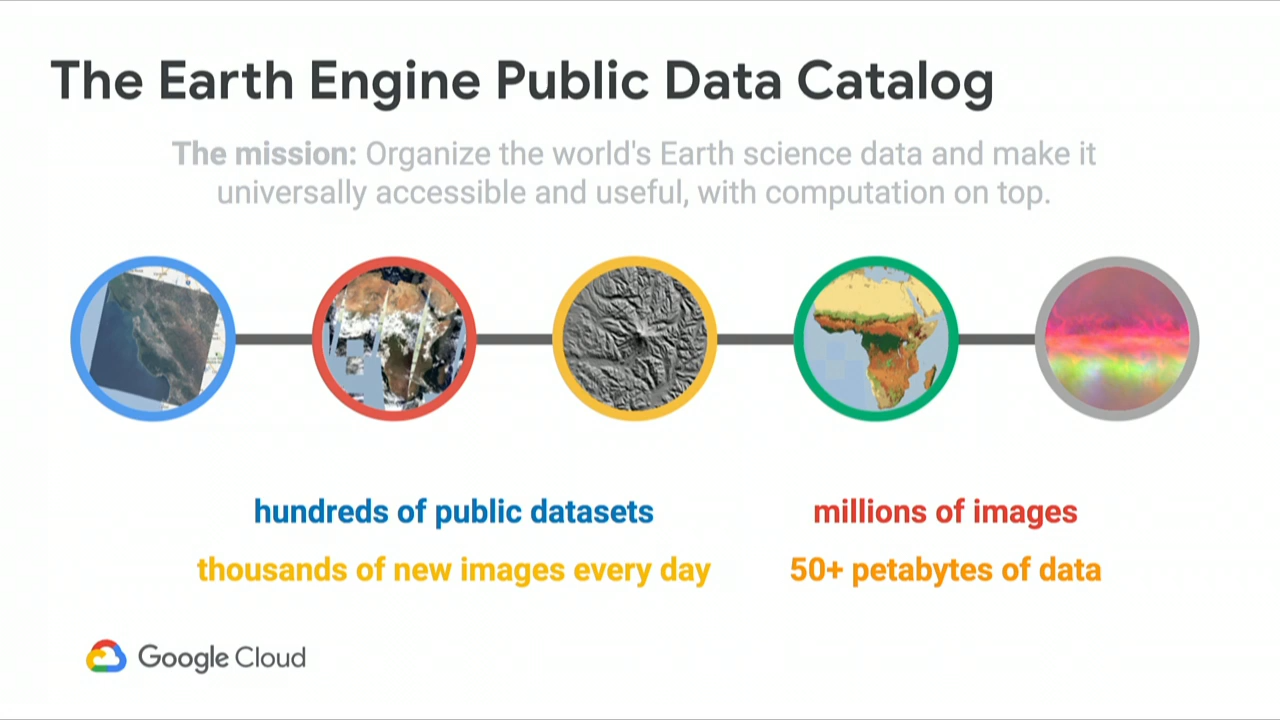 The Earth Engine Public Data Catalog
The mission: Organize the world's Earth science data and make it
universally accessible and useful, with computation on top.
hundreds of public datasets
millions of images
thousands of new images every day
50+ petabytes of data
Google Cloud